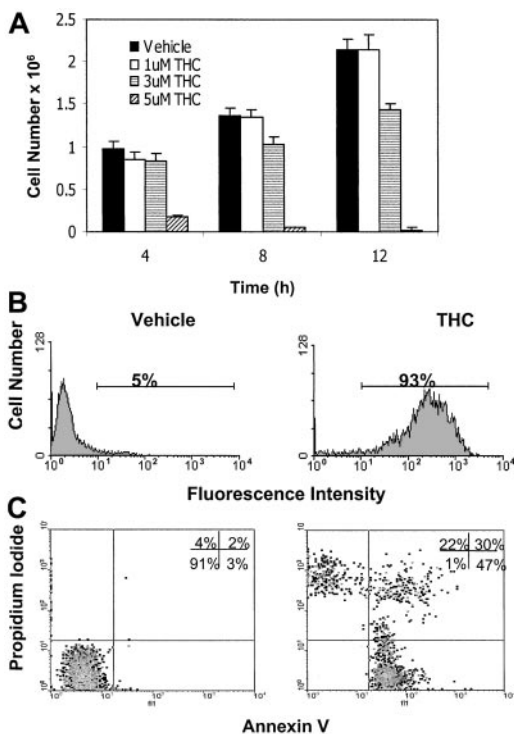 A
Cell Number x 10⁶
2.5
2
1.5
1
0.5
0
Vehicle
1uM THC
3uM THC
5uM THC
4 8 12
Time (h)
B
Vehicle THC
Cell Number
128
0
5%
10⁰ 10¹ 10² 10³ 10⁴
128
0
93%
10⁰ 10¹ 10² 10³ 10⁴
Fluorescence Intensity
C
Propidium Iodide
4% 2%
91% 3%
22% 30%
1% 47%
Annexin V